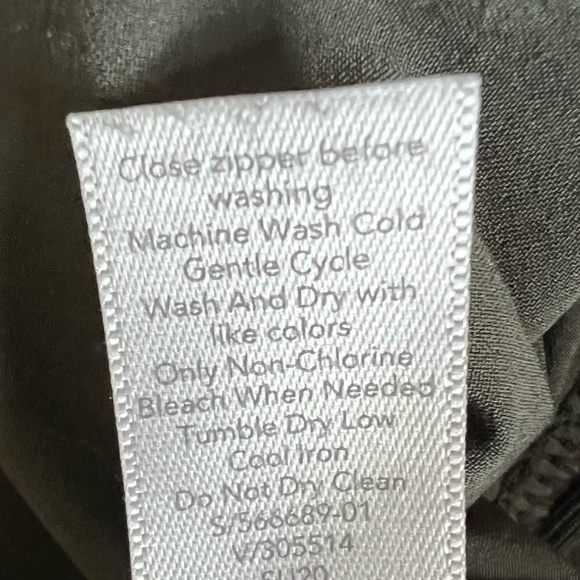 Close zipper before
washing
Machine Wash Cold
Gentle Cycle
Wash And Dry with
like colors
Only Non-Chlorine
Bleach When Needed
Tumble Dry Low
Cool Iron
Do Not Dry Clean
S/566689-01
V/305514